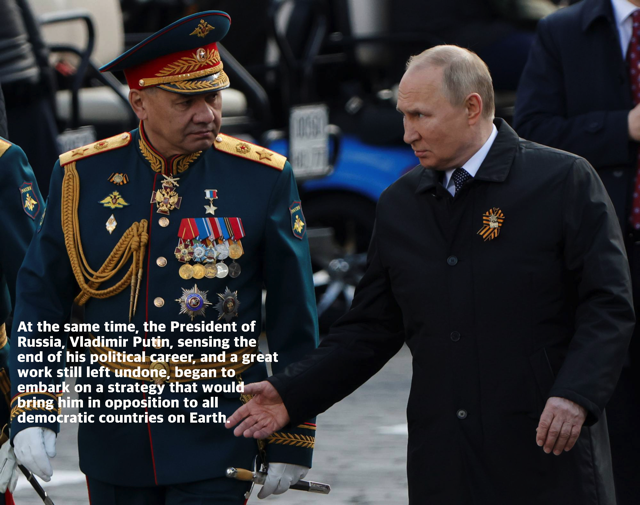 At the same time, the President of
Russia, Vladimir Putin, sensing the
end of his political career, and a great
work still left undone, began to
embark on a strategy that would
bring him in opposition to all
democratic countries on Earth.